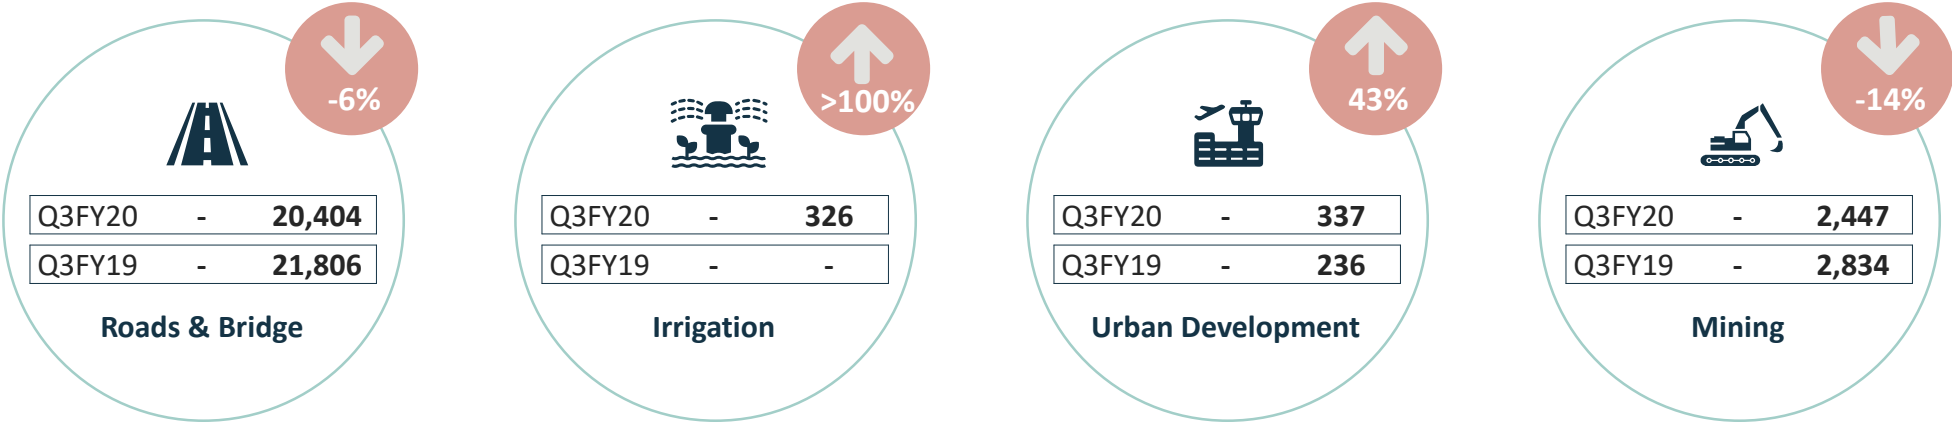 -6%
Q3FY20 - 20,404
Q3FY19 - 21,806
Roads & Bridge
>100%
Q3FY20 - 326
Q3FY19 - -
Irrigation
43%
Q3FY20 - 337
Q3FY19 - 236
Urban Development
-14%
Q3FY20 - 2,447
Q3FY19 - 2,834
Mining